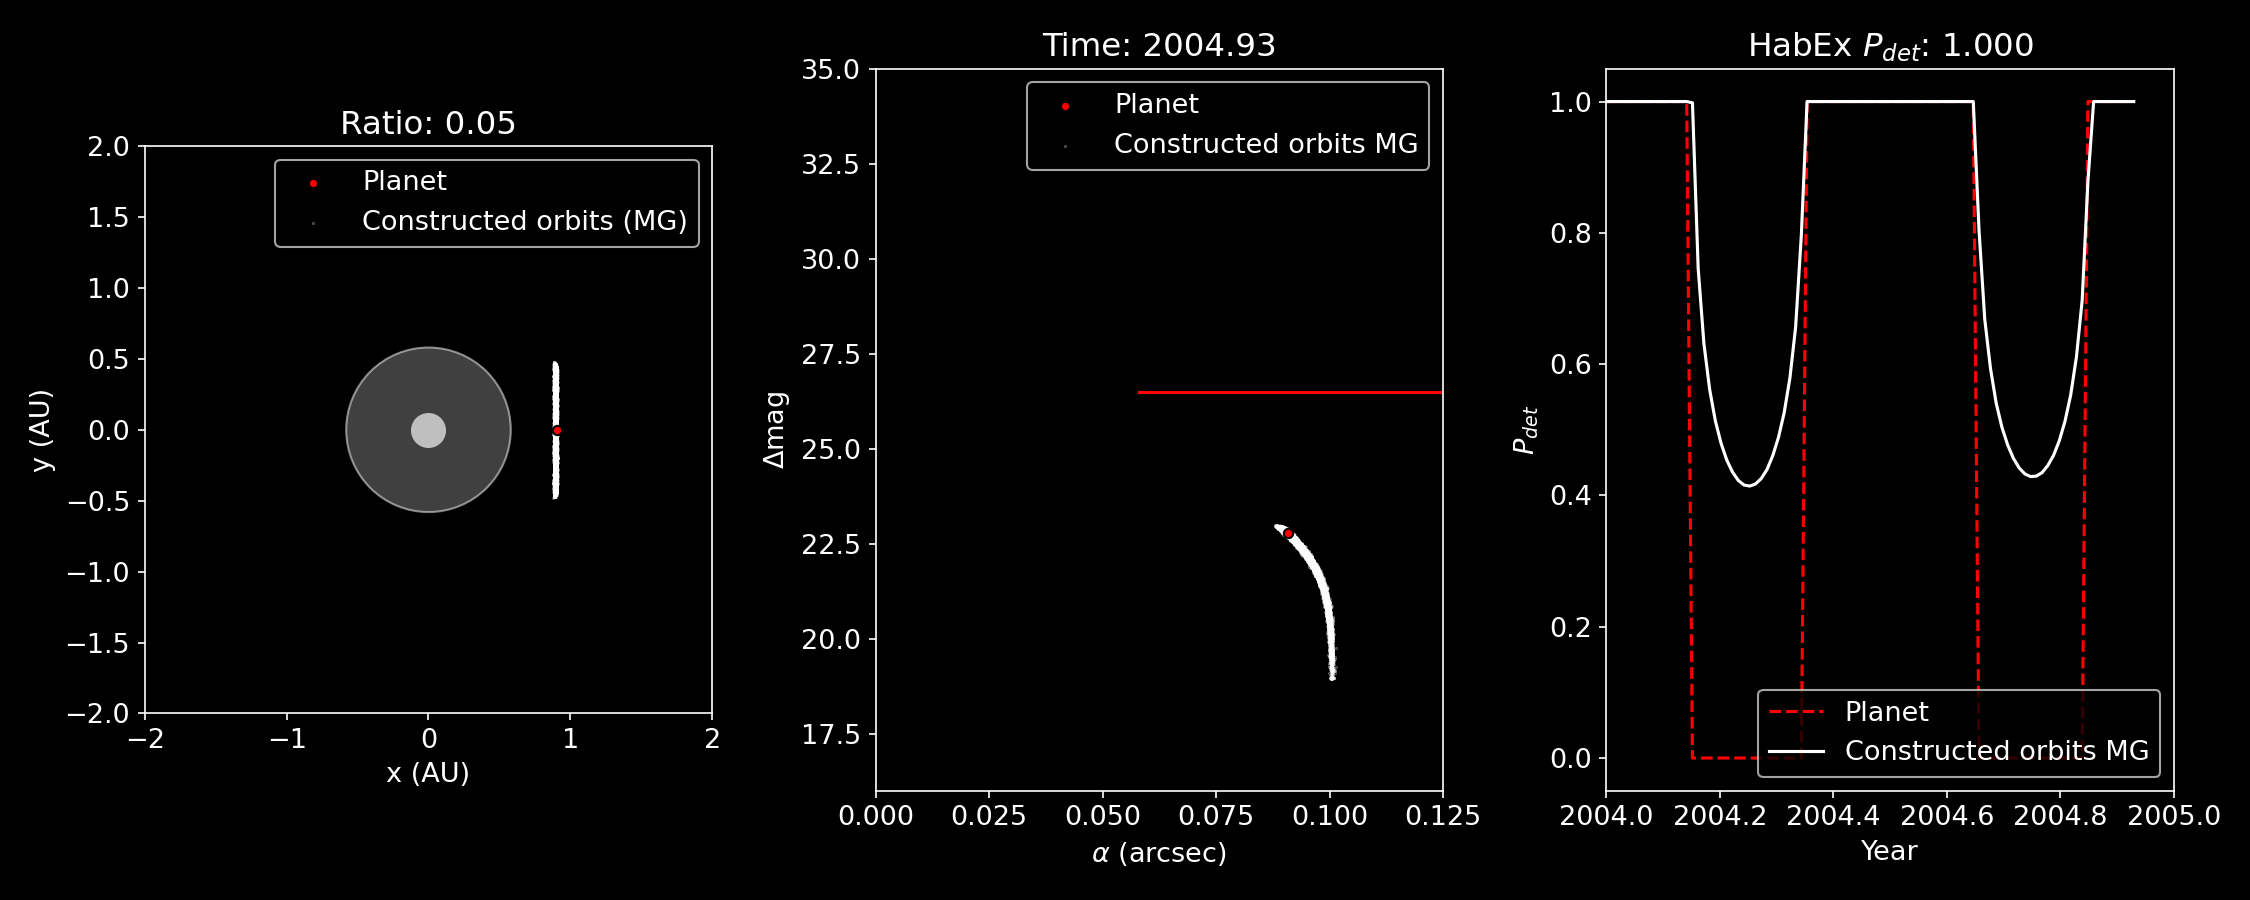 Ratio: 0.05
2.0
1.5
1.0
0.5
0.0
−0.5
−1.0
−1.5
−2.0
y (AU)
Planet
Constructed orbits (MG)
−2 −1 0 1 2
x (AU)
Time: 2004.93
35.0
32.5
30.0
27.5
25.0
22.5
20.0
17.5
Δmag
Planet
Constructed orbits MG
0.000 0.025 0.050 0.075 0.100 0.125
α (arcsec)
HabEx P_det: 1.000
1.0
0.8
0.6
0.4
0.2
0.0
P_det
Planet
Constructed orbits MG
2004.0 2004.2 2004.4 2004.6 2004.8 2005.0
Year